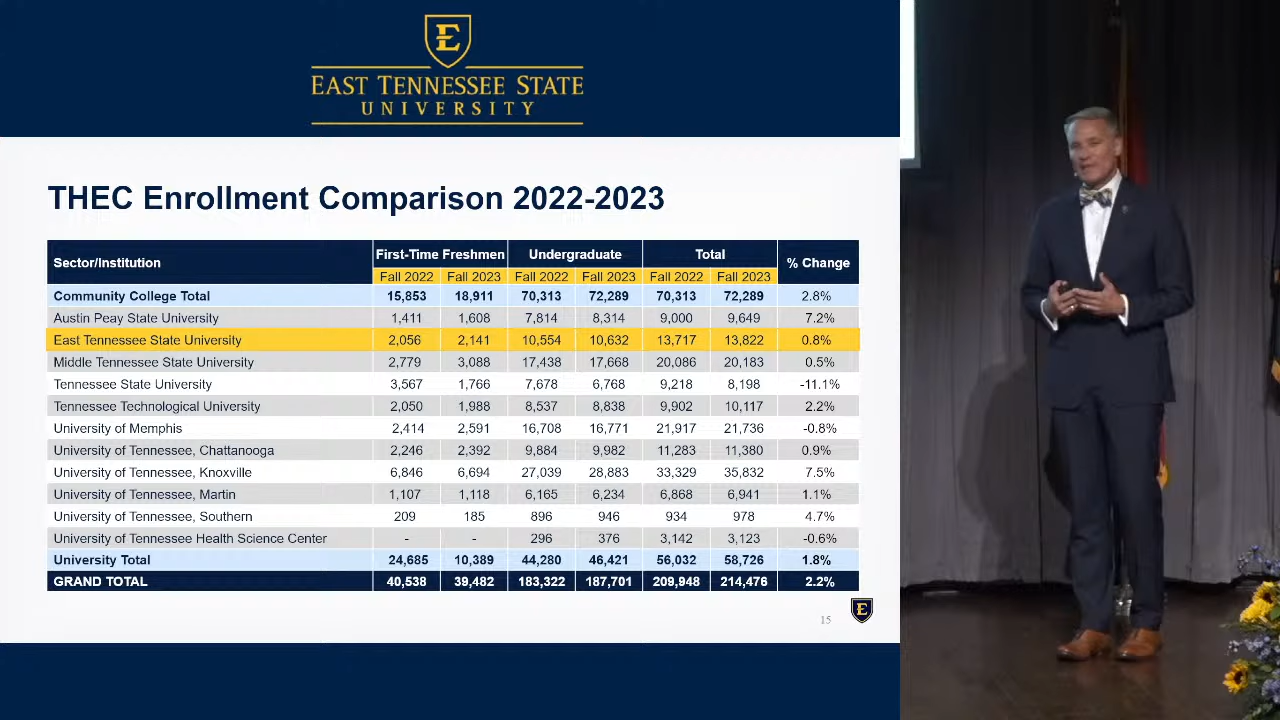 E
EAST TENNESSEE STATE
UNIVERSITY
THEC Enrollment Comparison 2022-2023
Sector/Institution First-Time Freshmen Undergraduate Total % Change
Fall 2022 Fall 2023 Fall 2022 Fall 2023 Fall 2022 Fall 2023
Community College Total 15,853 18,911 70,313 72,289 70,313 72,289 2.8%
Austin Peay State University 1,411 1,608 7,814 8,314 9,000 9,649 7.2%
East Tennessee State University 2,056 2,141 10,554 10,632 13,717 13,822 0.8%
Middle Tennessee State University 2,779 3,088 17,438 17,668 20,086 20,183 0.5%
Tennessee State University 3,567 1,766 7,678 6,768 9,218 8,198 -11.1%
Tennessee Technological University 2,050 1,988 8,537 8,838 9,902 10,117 2.2%
University of Memphis 2,414 2,591 16,708 16,771 21,917 21,736 -0.8%
University of Tennessee, Chattanooga 2,246 2,392 9,884 9,982 11,283 11,380 0.9%
University of Tennessee, Knoxville 6,846 6,694 27,039 28,883 33,329 35,832 7.5%
University of Tennessee, Martin 1,107 1,118 6,165 6,234 6,868 6,941 1.1%
University of Tennessee, Southern 209 185 896 946 934 978 4.7%
University of Tennessee Health Science Center - - 296 376 3,142 3,123 -0.6%
University Total 24,685 10,389 44,280 46,421 56,032 58,726 1.8%
GRAND TOTAL 40,538 39,482 183,322 187,701 209,948 214,476 2.2%
15 E